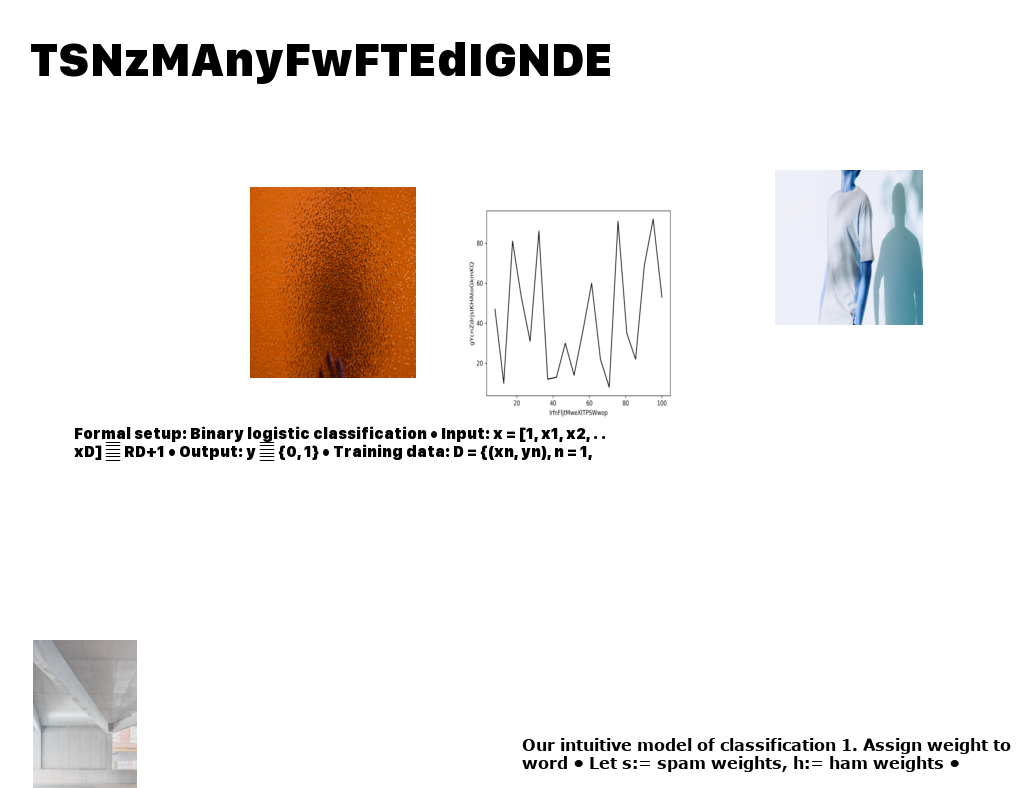 TSNzMAnyFwFTEdIGNDE
80
60
40
20
20 40 60 80 100
Formal setup: Binary logistic classification • Input: x = [1, x1, x2, . .
xD] RD+1 • Output: y {0, 1} • Training data: D = {(xn, yn), n = 1,
Our intuitive model of classification 1. Assign weight to
word • Let s:= spam weights, h:= ham weights •